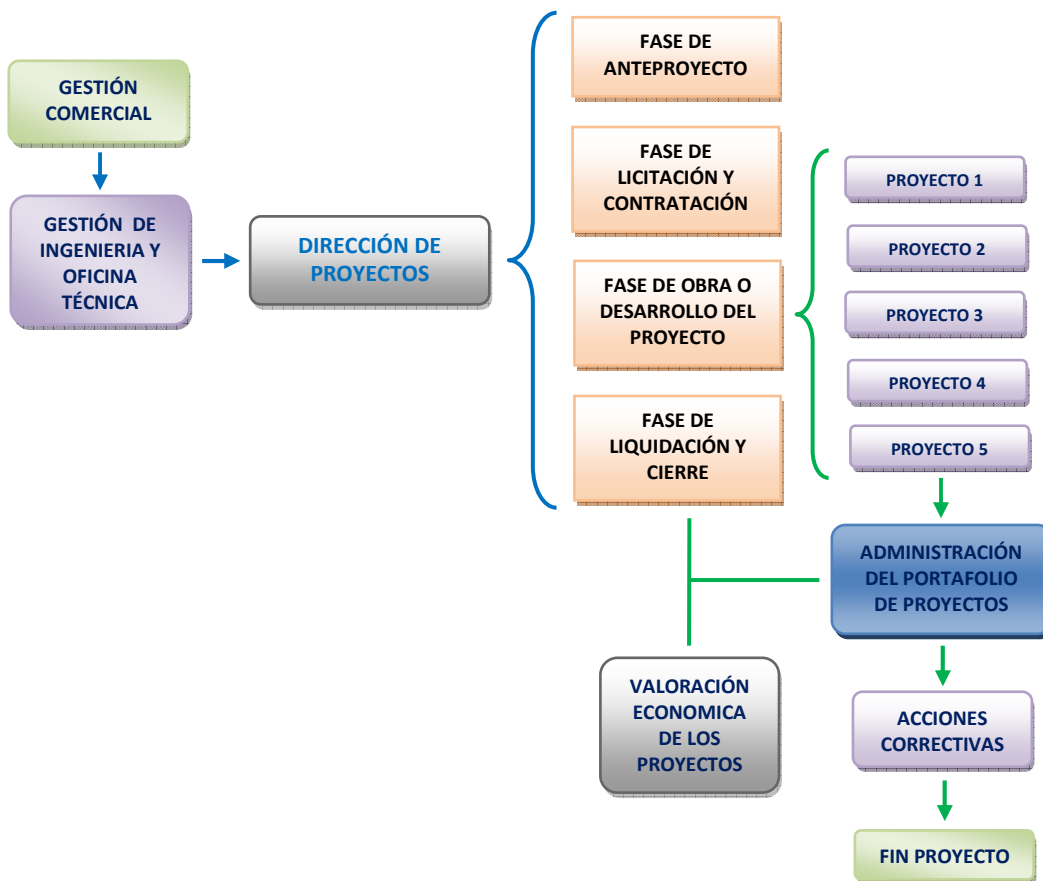 GESTIÓN
COMERCIAL
GESTIÓN DE
INGENIERIA Y
OFICINA
TÉCNICA
DIRECCIÓN DE
PROYECTOS
FASE DE
ANTEPROYECTO
FASE DE
LICITACIÓN Y
CONTRATACIÓN
FASE DE OBRA O
DESARROLLO DEL
PROYECTO
FASE DE
LIQUIDACIÓN Y
CIERRE
PROYECTO 1
PROYECTO 2
PROYECTO 3
PROYECTO 4
PROYECTO 5
ADMINISTRACIÓN
DEL PORTAFOLIO
DE PROYECTOS
VALORACIÓN
ECONOMICA
DE LOS
PROYECTOS
ACCIONES
CORRECTIVAS
FIN PROYECTO